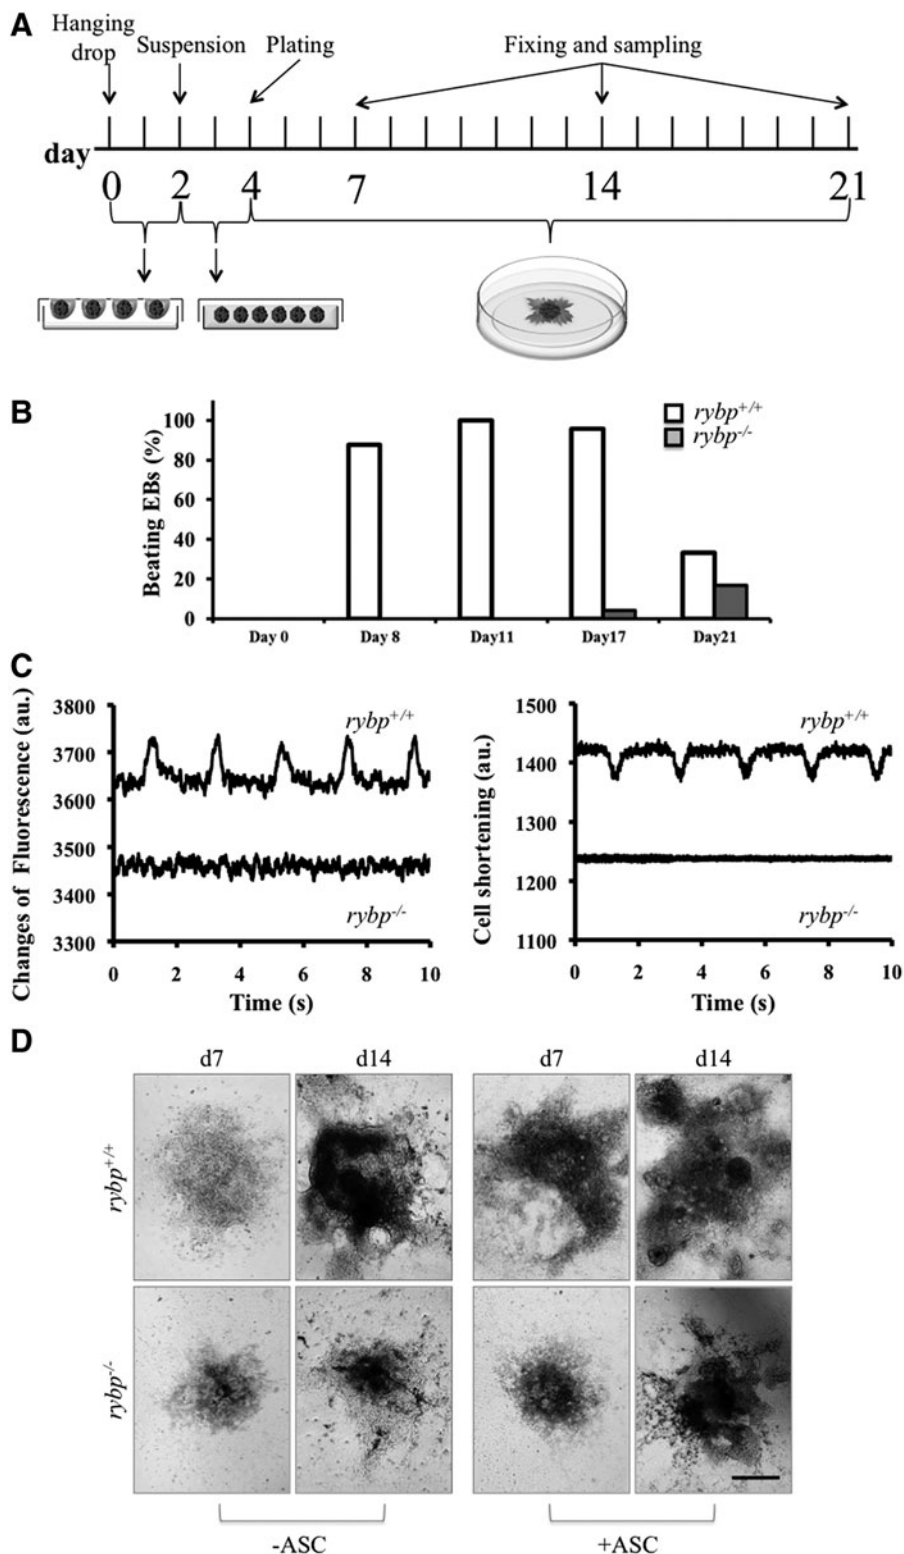 A
Hanging
drop
Suspension
Plating
Fixing and sampling
day
0 2 4 7 14 21
B
Beating EBs (%)
100
80
60
40
20
0
Day 0 Day 8 Day11 Day17 Day21
rybp+/+
rybp-/-
C
Changes of Fluorescence (au.)
3800
3700
3600
3500
3400
3300
rybp+/+
rybp-/-
0 2 4 6 8 10
Time (s)
Cell shortening (au.)
1500
1400
1300
1200
1100
rybp+/+
rybp-/-
0 2 4 6 8 10
Time (s)
D
d7 d14 d7 d14
rybp+/+
rybp-/-
-ASC +ASC